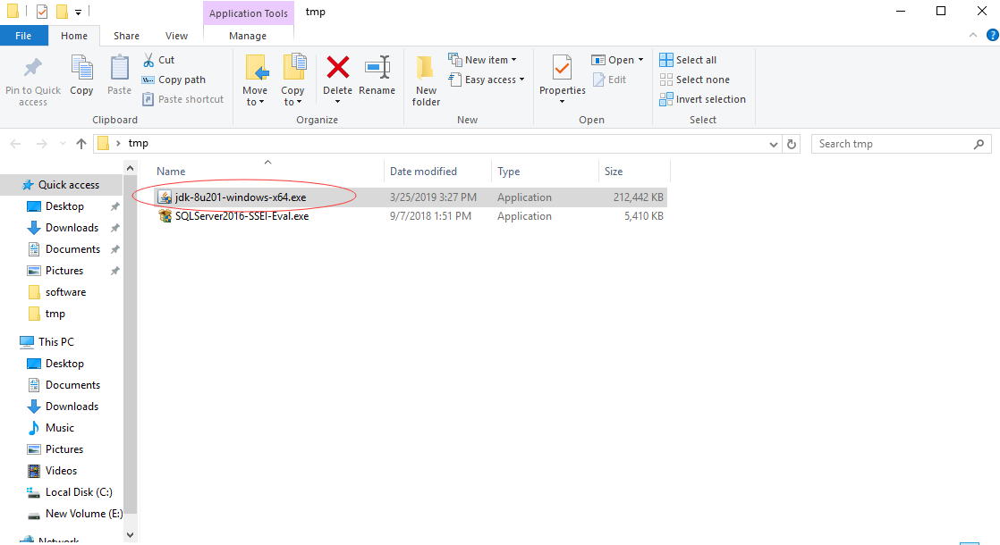 Application Tools tmp
File Home Share View Manage
Pin to Quick access
Copy
Paste
Cut
Copy path
Paste shortcut
Clipboard
Move to
Copy to
Delete
Rename
Organize
New folder
New item
Easy access
New
Properties
Open
Edit
Open
Select all
Select none
Invert selection
Select
tmp
Search tmp
Name Date modified Type Size
jdk-8u201-windows-x64.exe 3/25/2019 3:27 PM Application 212,442 KB
SQLServer2016-SSEI-Eval.exe 9/7/2018 1:51 PM Application 5,410 KB
Quick access
Desktop
Downloads
Documents
Pictures
software
tmp
This PC
Desktop
Documents
Downloads
Music
Pictures
Videos
Local Disk (C:)
New Volume (E:)
Network